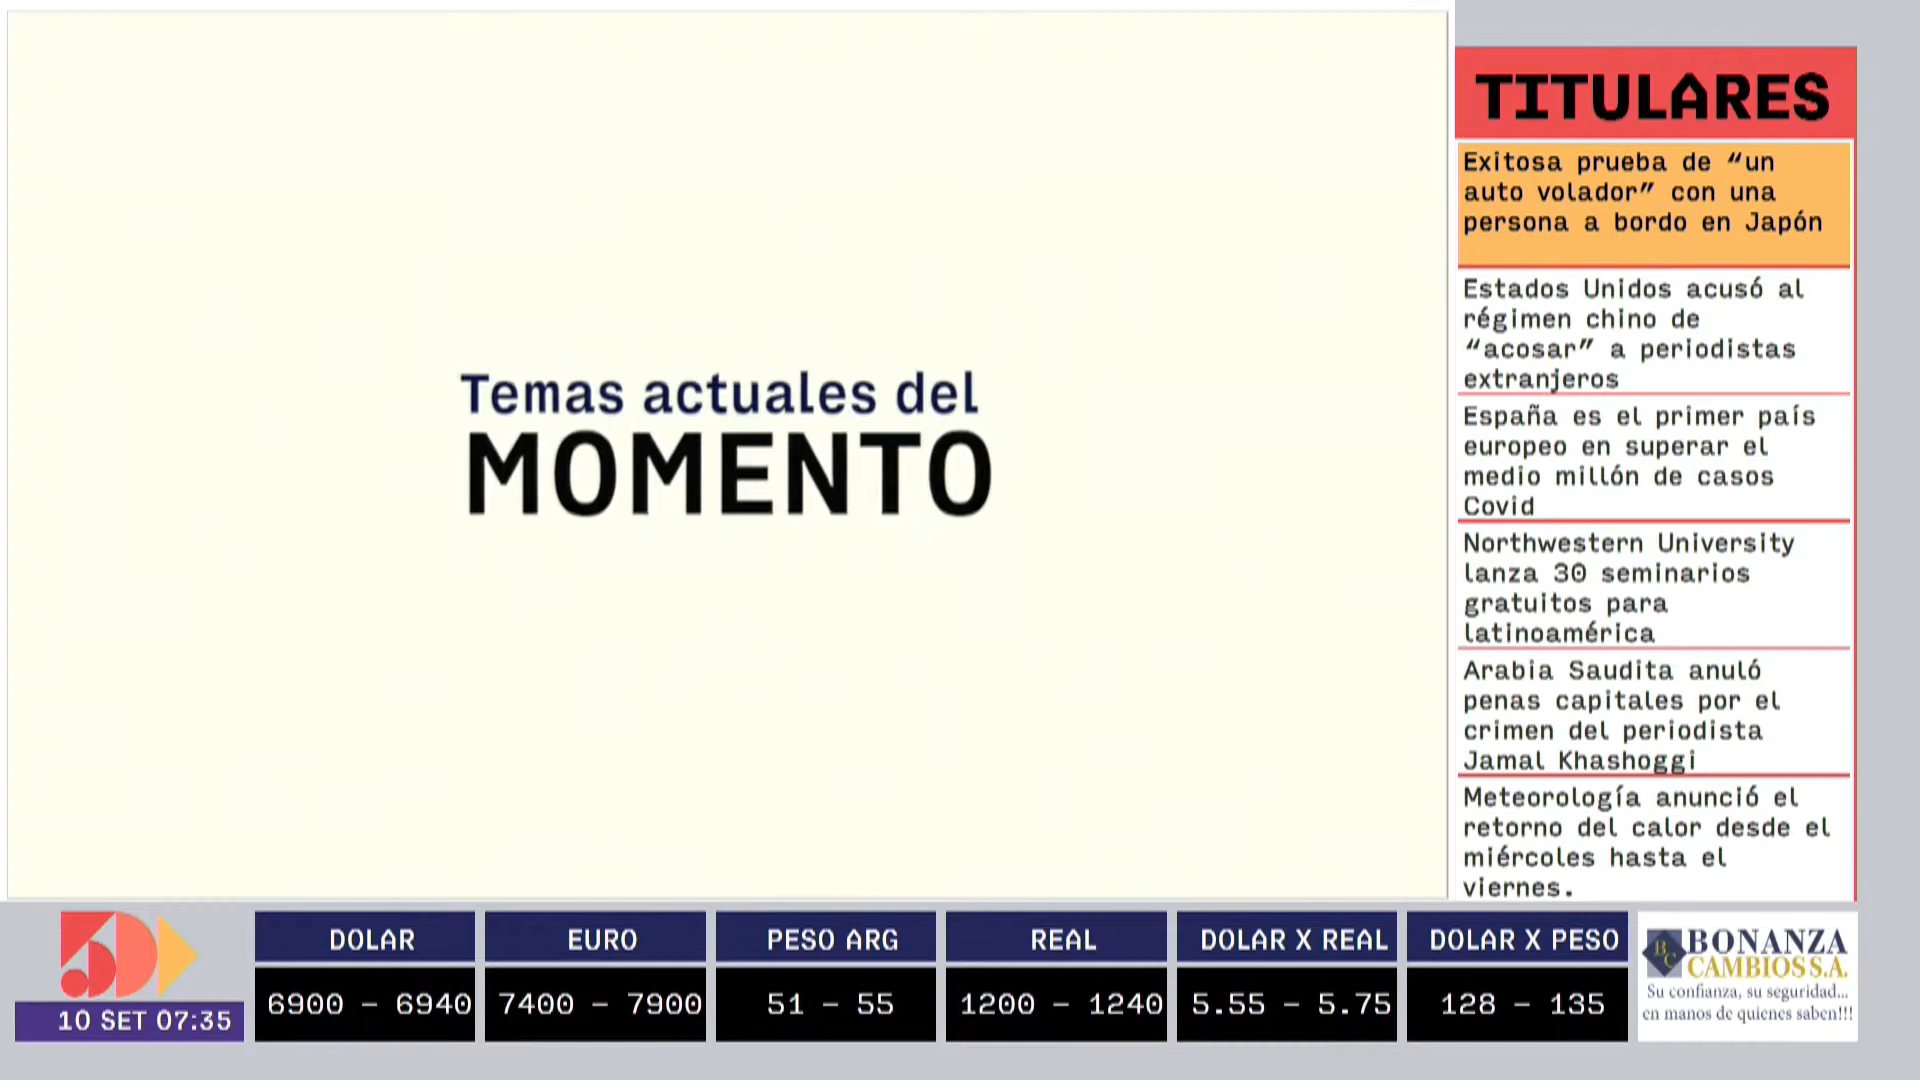 Temas actuales del
MOMENTO
TITULARES
Exitosa prueba de “un
auto volador” con una
persona a bordo en Japón
Estados Unidos acusó al
régimen chino de
“acosar” a periodistas
extranjeros
España es el primer país
europeo en superar el
medio millón de casos
Covid
Northwestern University
lanza 30 seminarios
gratuitos para
latinoamérica
Arabia Saudita anuló
penas capitales por el
crimen del periodista
Jamal Khashoggi
Meteorología anunció el
retorno del calor desde el
miércoles hasta el
viernes.
5D
10 SET 07:35
DOLAR
6900 - 6940
EURO
7400 - 7900
PESO ARG
51 - 55
REAL
1200 - 1240
DOLAR X REAL
5.55 - 5.75
DOLAR X PESO
128 - 135
BC
BONANZA
CAMBIOS S.A.
Su confianza, su seguridad...
en manos de quienes saben!!!